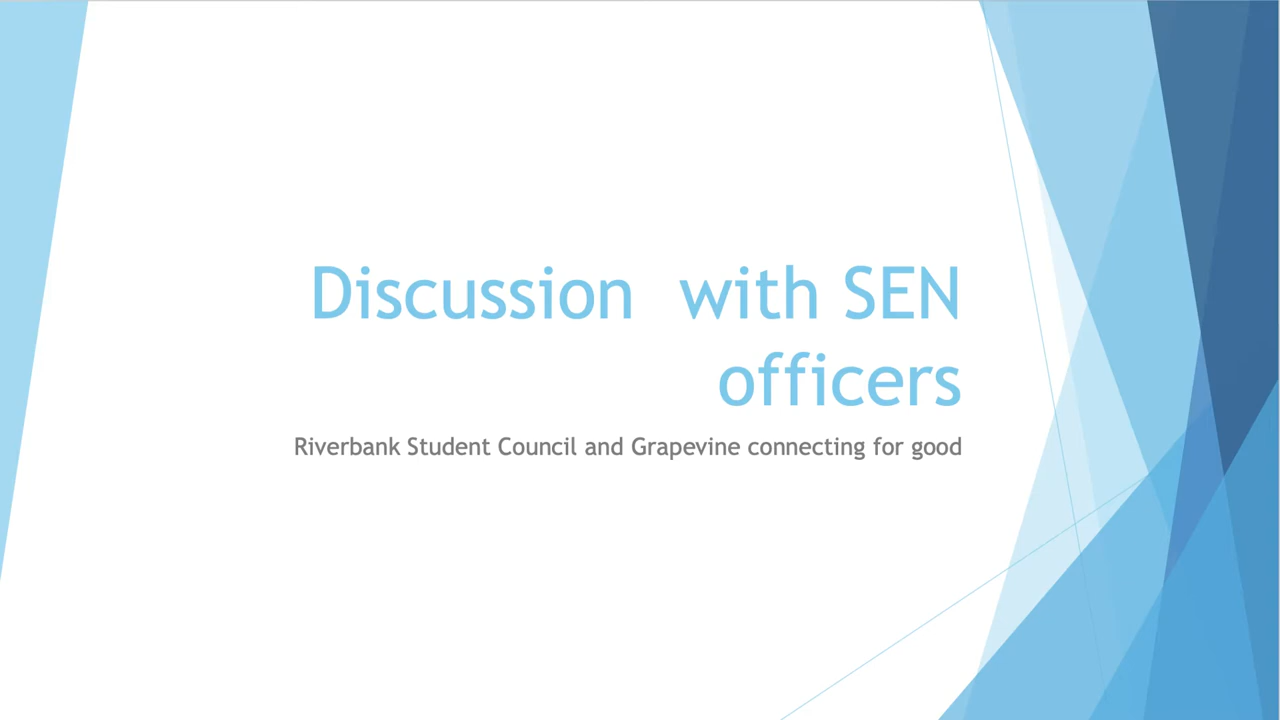 Discussion  with SEN
officers
Riverbank Student Council and Grapevine connecting for good